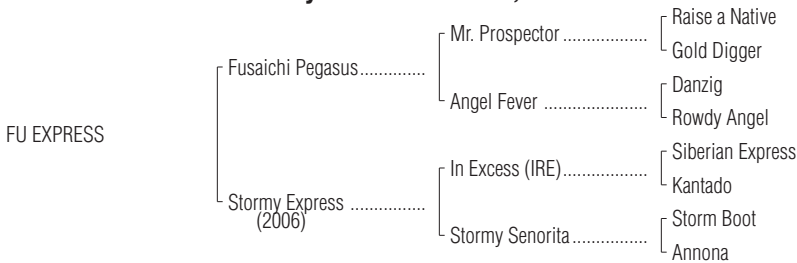 Raise a Native
Mr. Prospector ..................
Gold Digger
Fusaichi Pegasus..............
Danzig
Angel Fever ......................
Rowdy Angel
FU EXPRESS
Siberian Express
In Excess (IRE)..................
Kantado
Stormy Express ................
(2006)
Storm Boot
Stormy Senorita................
Annona